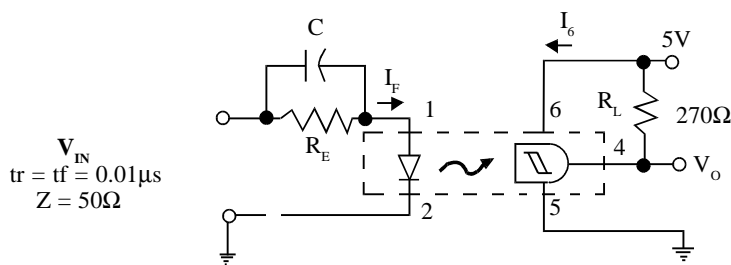 C
I_F
R_E
1
2
V_IN
tr = tf = 0.01µs
Z = 50Ω
I_6
5V
6
R_L
270Ω
4
V_O
5